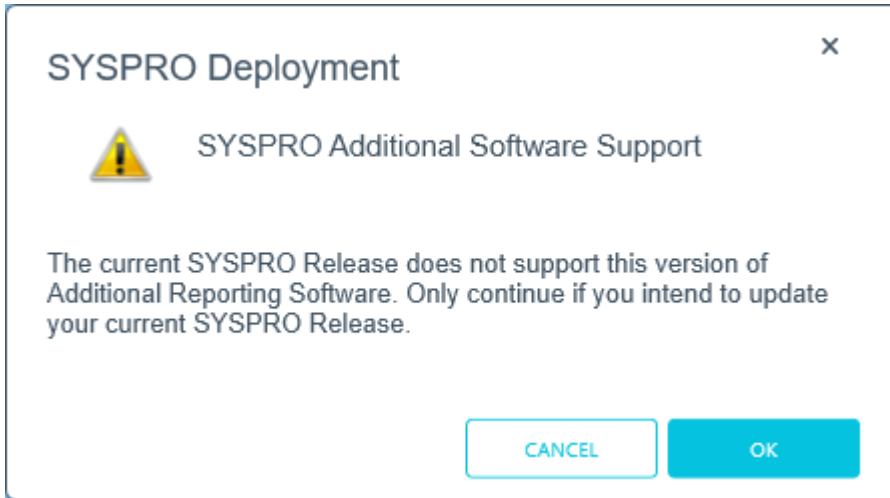 SYSPRO Deployment
SYSPRO Additional Software Support
The current SYSPRO Release does not support this version of
Additional Reporting Software. Only continue if you intend to update
your current SYSPRO Release.
CANCEL
OK